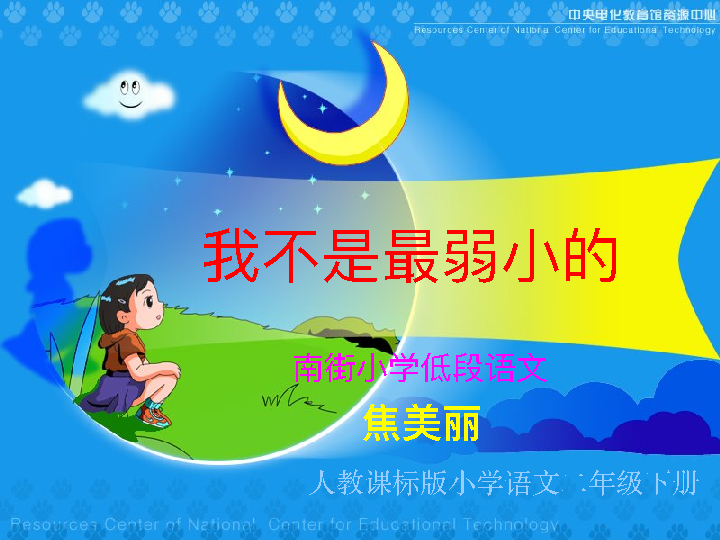 中央电化教育馆资源中心
Resources Center of National Center for Educational Technology
我不是最弱小的
南街小学低段语文
焦美丽
人教课标版小学语文二年级下册
Resources Center of National Center for Educational Technology